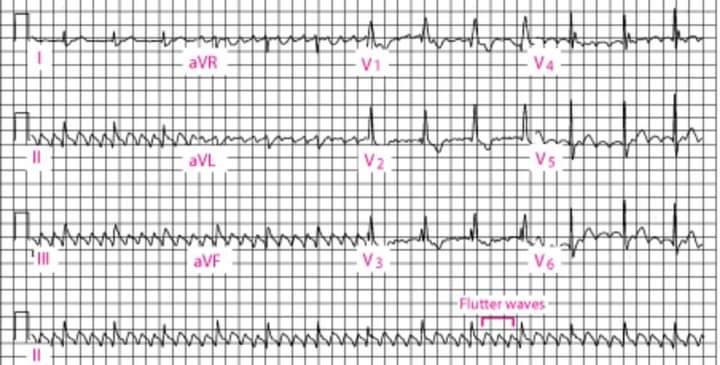 I aVR V1 V4
II aVL V2 V5
III aVF V3 V6
Flutter waves
II